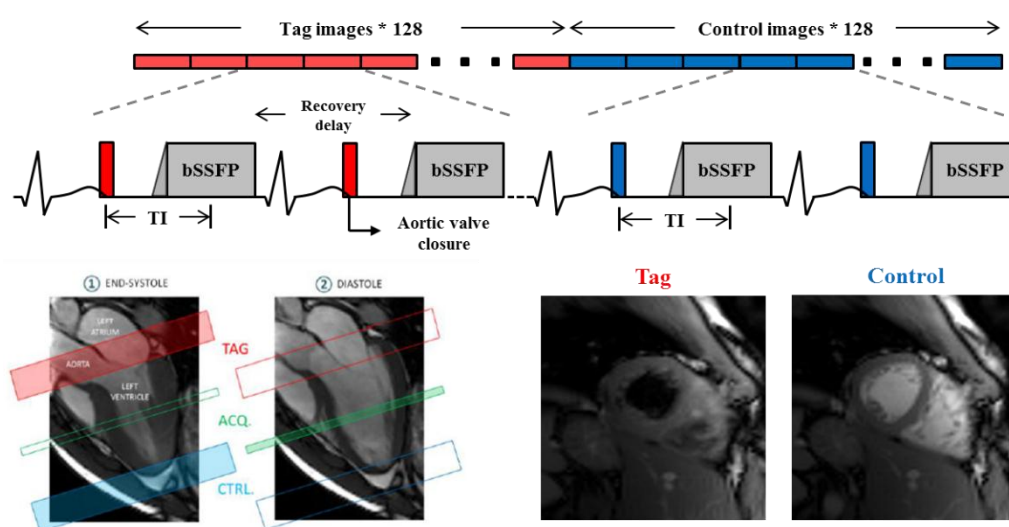 Tag images * 128
Control images * 128
Recovery
delay
bSSFP
bSSFP
bSSFP
bSSFP
TI
Aortic valve
closure
TI
① END-SYSTOLE
② DIASTOLE
Tag
Control
LEFT
ATRIUM
TAG
AORTA
LEFT
VENTRICLE
ACQ.
CTRL.